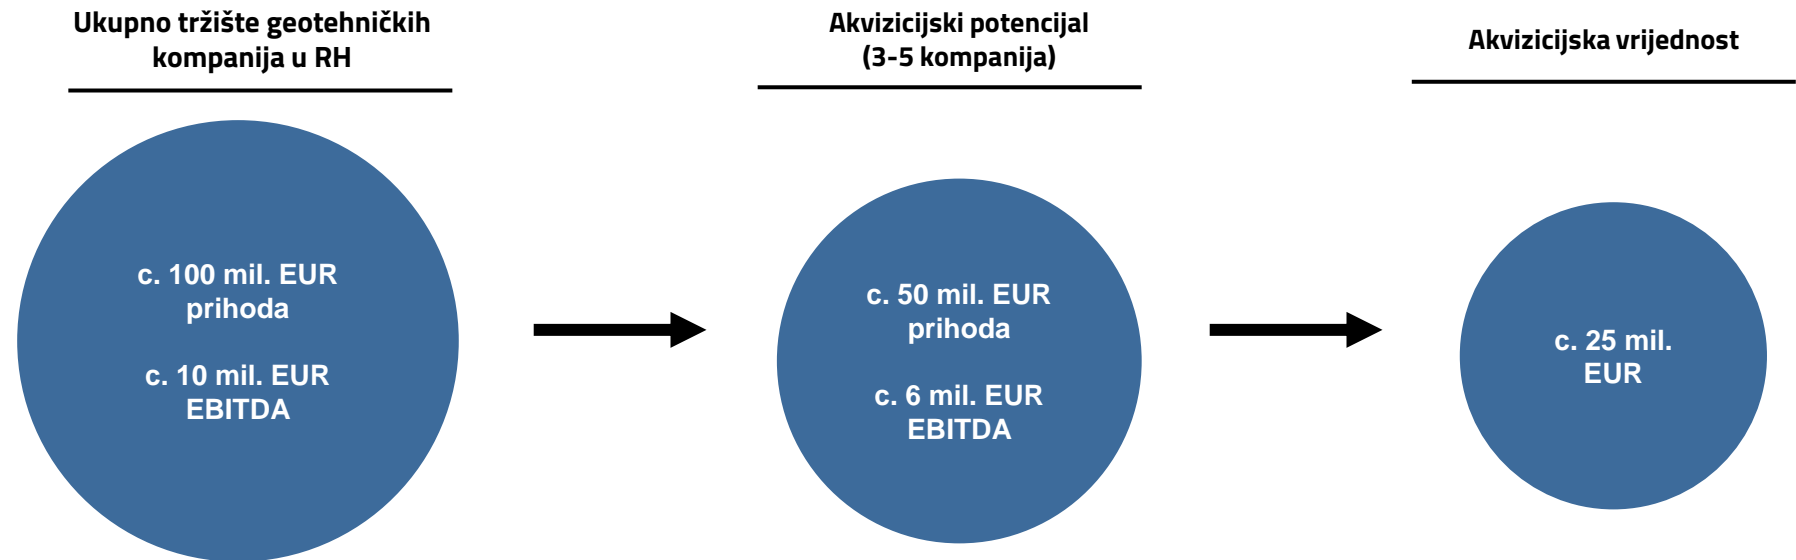 Ukupno tržište geotehničkih
kompanija u RH
c. 100 mil. EUR
prihoda
c. 10 mil. EUR
EBITDA
Akvizicijski potencijal
(3-5 kompanija)
c. 50 mil. EUR
prihoda
c. 6 mil. EUR
EBITDA
Akvizicijska vrijednost
c. 25 mil.
EUR